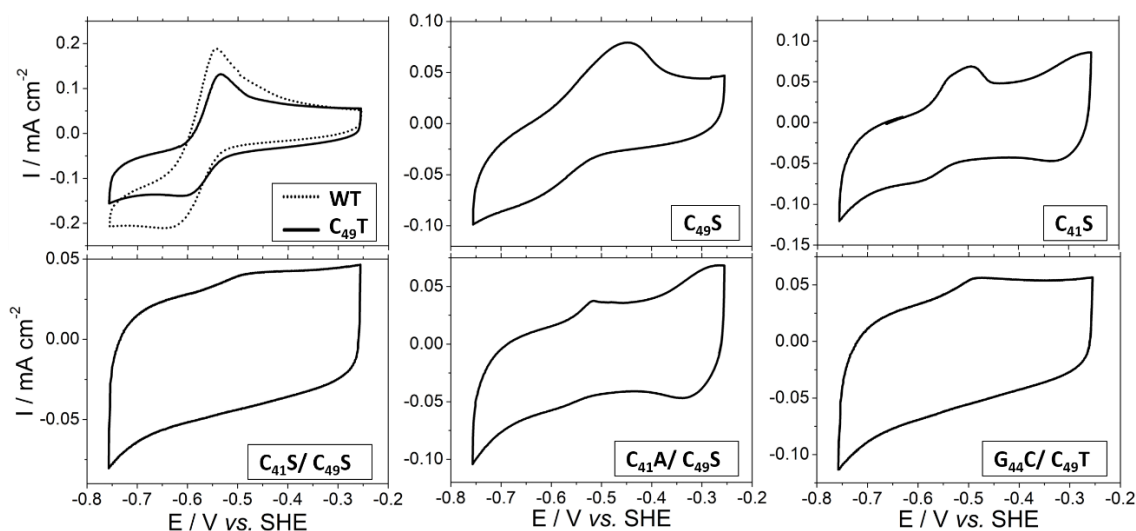 I / mA cm⁻²
0.2
0.1
0.0
-0.1
-0.2
WT
C₄₉T
0.10
0.05
0.00
-0.05
-0.10
C₄₉S
0.10
0.05
0.00
-0.05
-0.10
-0.15
C₄₁S
I / mA cm⁻²
0.00
-0.05
C₄₁S/ C₄₉S
-0.8 -0.7 -0.6 -0.5 -0.4 -0.3 -0.2
E / V vs. SHE
0.05
0.00
-0.05
-0.10
C₄₁A/ C₄₉S
-0.8 -0.7 -0.6 -0.5 -0.4 -0.3 -0.2
E / V vs. SHE
0.05
0.00
-0.05
-0.10
G₄₄C/ C₄₉T
-0.8 -0.7 -0.6 -0.5 -0.4 -0.3 -0.2
E / V vs. SHE